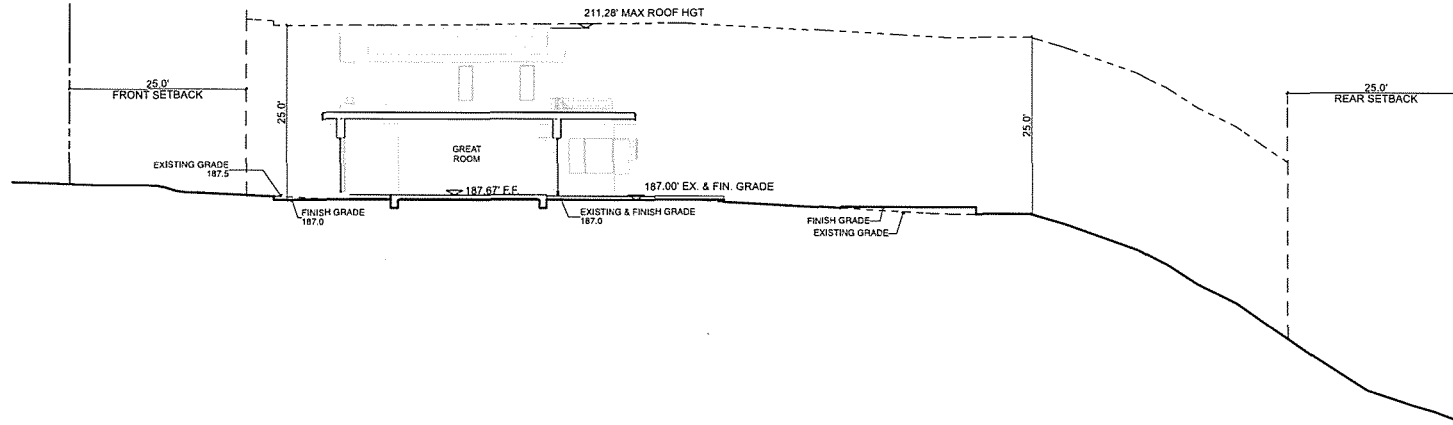 211.28' MAX ROOF HGT
25.0'
FRONT SETBACK
25.0'
REAR SETBACK
25.0'
25.0'
GREAT
ROOM
EXISTING GRADE
187.5
187.67' F.F.
187.00' EX. & FIN. GRADE
FINISH GRADE
187.0
EXISTING & FINISH GRADE
187.0
FINISH GRADE
EXISTING GRADE